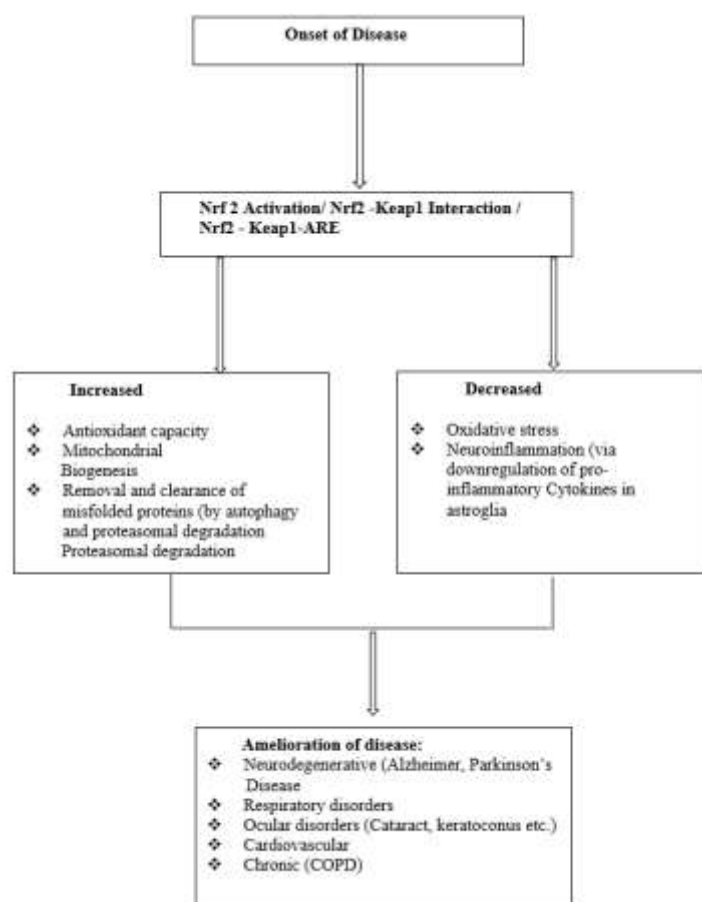 Onset of Disease
Nrf 2 Activation/ Nrf2 -Keap1 Interaction /
Nrf2 - Keap1-ARE
Increased
❖ Antioxidant capacity
❖ Mitochondrial
Biogenesis
❖ Removal and clearance of
misfolded proteins (by autophagy
and proteasomal degradation
Proteasomal degradation
Decreased
❖ Oxidative stress
❖ Neuroinflammation (via
downregulation of pro-
inflammatory Cytokines in
astroglia
Amelioration of disease:
❖ Neurodegenerative (Alzheimer, Parkinson's
Disease
❖ Respiratory disorders
❖ Ocular disorders (Cataract, keratoconus etc.)
❖ Cardiovascular
❖ Chronic (COPD)